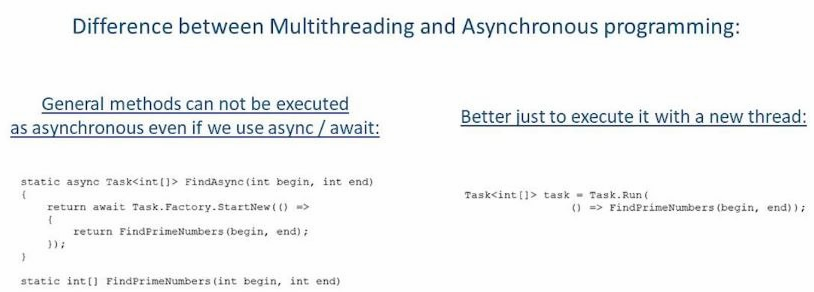 Difference between Multithreading and Asynchronous programming:
General methods can not be executed
as asynchronous even if we use async / await:
static async Task<int[]> FindAsync(int begin, int end)
{
return await Task.Factory.StartNew(() =>
{
return FindPrimeNumbers(begin, end);
});
}
static int[] FindPrimeNumbers(int begin, int end)
Better just to execute it with a new thread:
Task<int[]> task = Task.Run(
() => FindPrimeNumbers(begin, end));